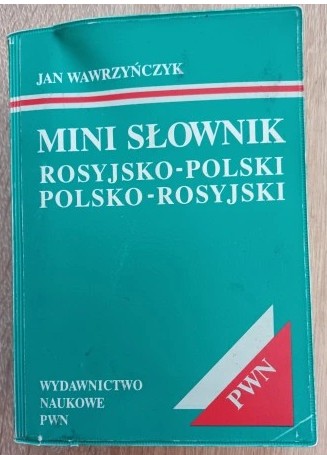 JAN WAWRZYŃCZYK
MINI SŁOWNIK
ROSYJSKO-POLSKI
POLSKO-ROSYJSKI
PWN
WYDAWNICTWO
NAUKOWE
PWN